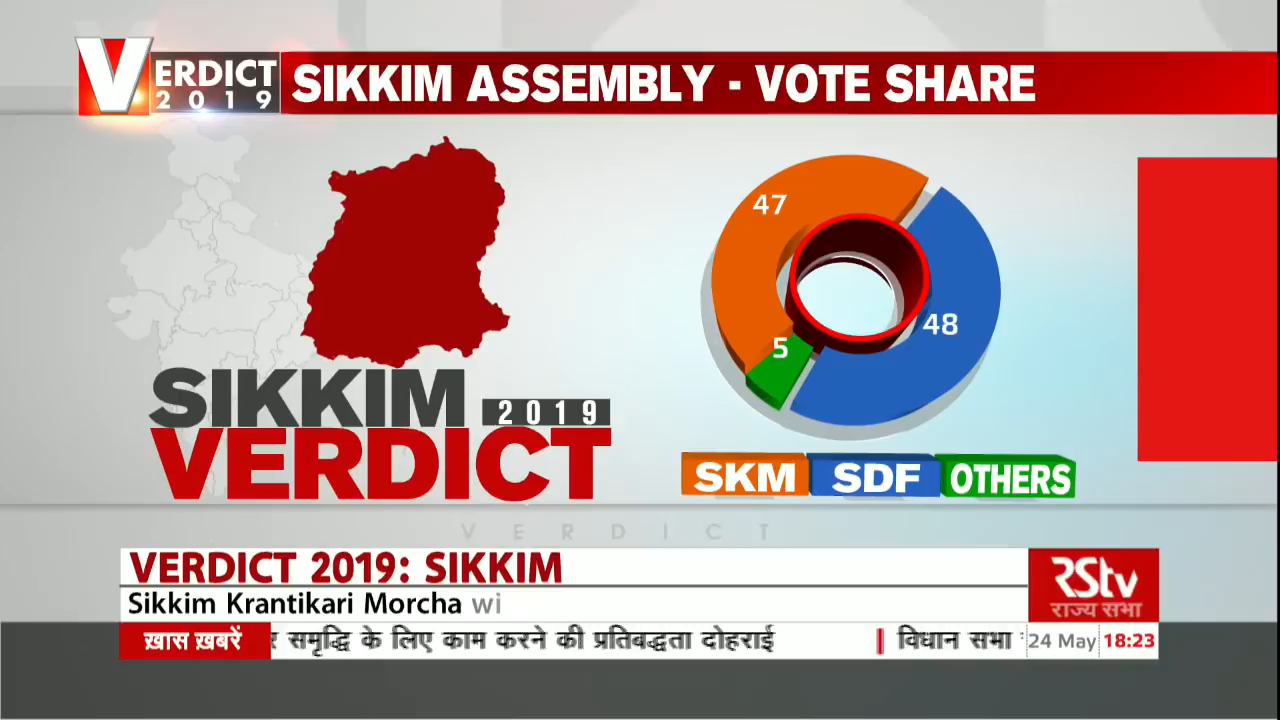 VERDICT
2019
SIKKIM ASSEMBLY - VOTE SHARE
47
48
5
SIKKIM
2019
VERDICT
SKM
SDF
OTHERS
VERDICT
VERDICT 2019: SIKKIM
Sikkim Krantikari Morcha wi
RStv
राज्य सभा
ख़ास ख़बरें
र समृद्धि के लिए काम करने की प्रतिबद्धता दोहराई
विधान सभा
24 May
18:23